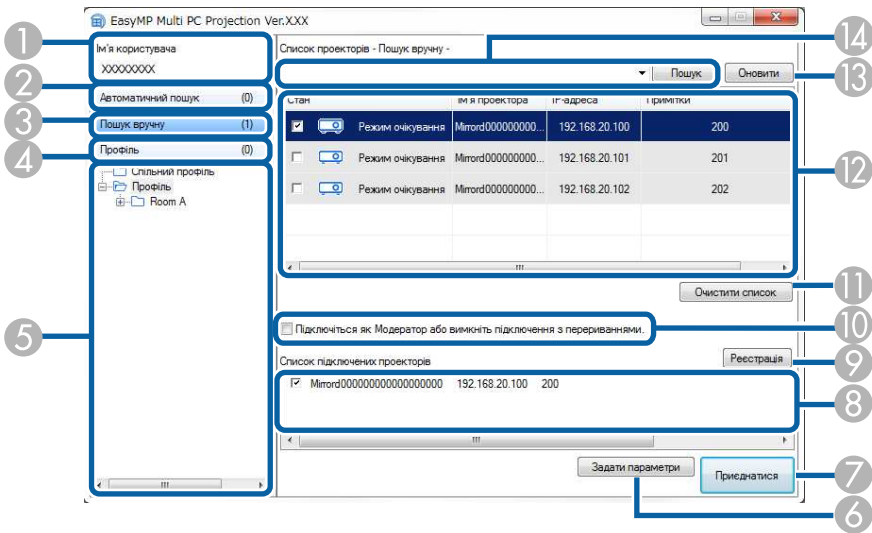 EasyMP Multi PC Projection Ver.XXX
1
Ім'я користувача
XXXXXXXX
2
Автоматичний пошук (0)
3
Пошук вручну (1)
4
Профіль (0)
5
Спільний профіль
Профіль
Room A
Список проекторів - Пошук вручну -
14
Пошук
Оновити
13
Стан Ім'я проектора IP-адреса Примітки
Режим очікування Mirrord000000000... 192.168.20.100 200
Режим очікування Mirrord000000000... 192.168.20.101 201
Режим очікування Mirrord000000000... 192.168.20.102 202
12
Очистити список
11
Підключіться як Модератор або вимкніть підключення з перериваннями.
10
Список підключених проекторів
Реєстрація
9
Mirrord000000000000000000 192.168.20.100 200
8
Задати параметри
Приєднатися
7
6